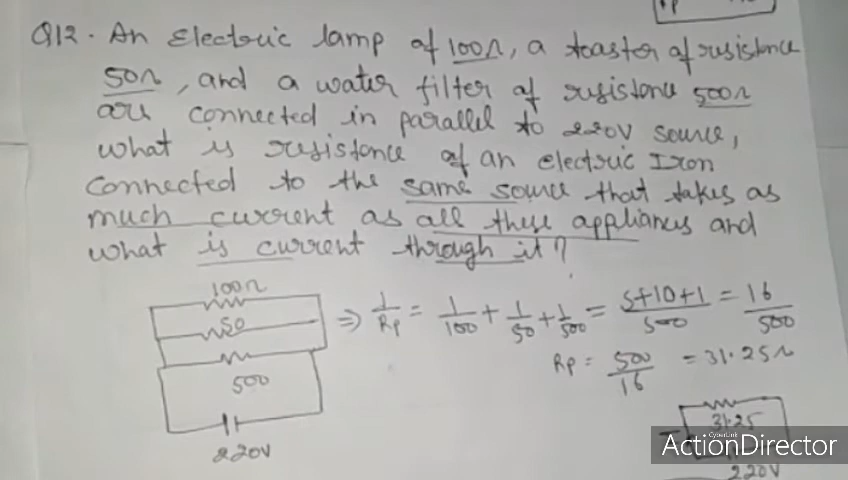 Q12. An Electric lamp of 100Ω, a toaster of resistance
50Ω, and a water filter of resistance 500Ω
are connected in parallel to 220V source,
what is resistance of an electric Iron
connected to the same source that takes as
much current as all these appliances and
what is current through it?
100Ω
50
500
220V
⇒ 1/Rp = 1/100 + 1/50 + 1/500 = 5+10+1/500 = 16/500
Rp = 500/16 = 31.25Ω
31.25
220V
CyberLink
ActionDirector